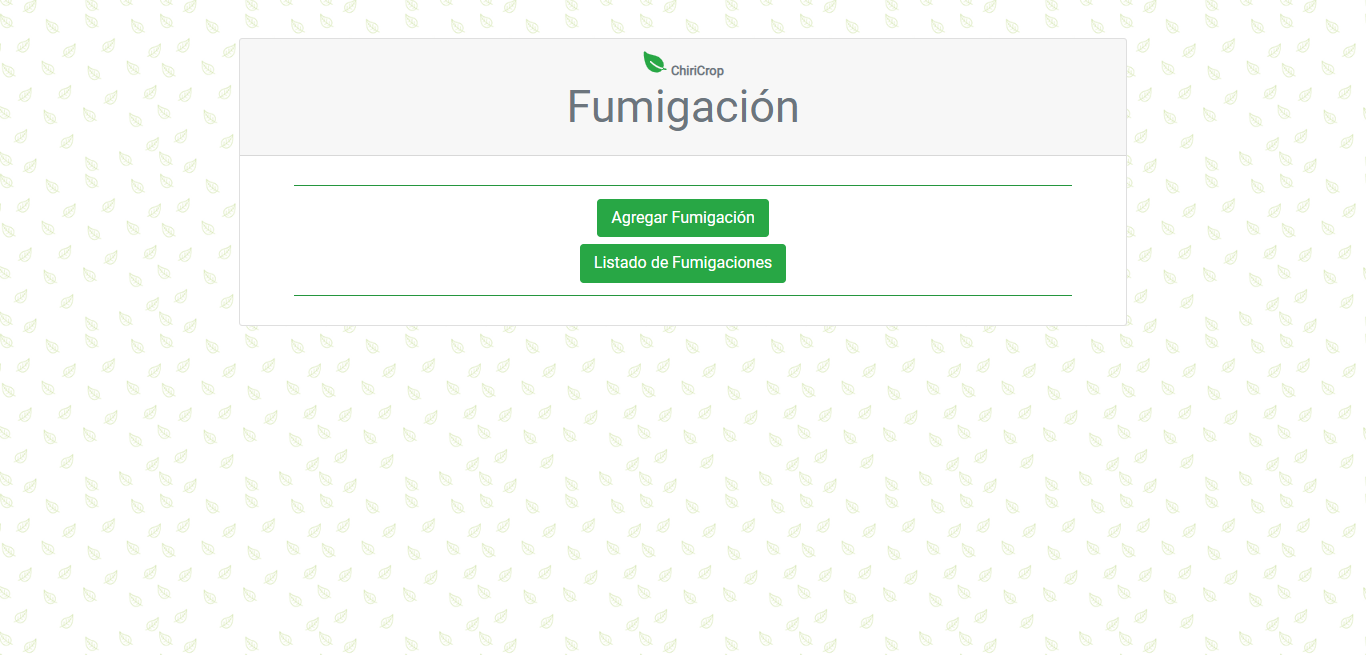 ChiriCrop
Fumigación
Agregar Fumigación
Listado de Fumigaciones